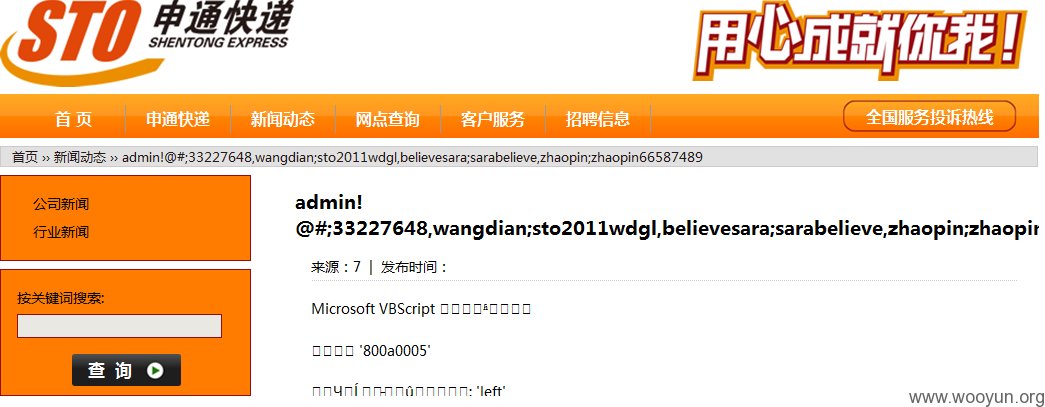 STO 申通快递
SHENTONG EXPRESS
用心成就你我!
首 页 申通快递 新闻动态 网点查询 客户服务 招聘信息 全国服务投诉热线
首页 ›› 新闻动态 ›› admin!@#;33227648,wangdian;sto2011wdgl,believesara;sarabelieve,zhaopin;zhaopin66587489
公司新闻
行业新闻
按关键词搜索:
查 询
admin!
@#;33227648,wangdian;sto2011wdgl,believesara;sarabelieve,zhaopin;zhaopin
来源：7 | 发布时间：
Microsoft VBScript
'800a0005'
: 'left'
www.wooyun.org